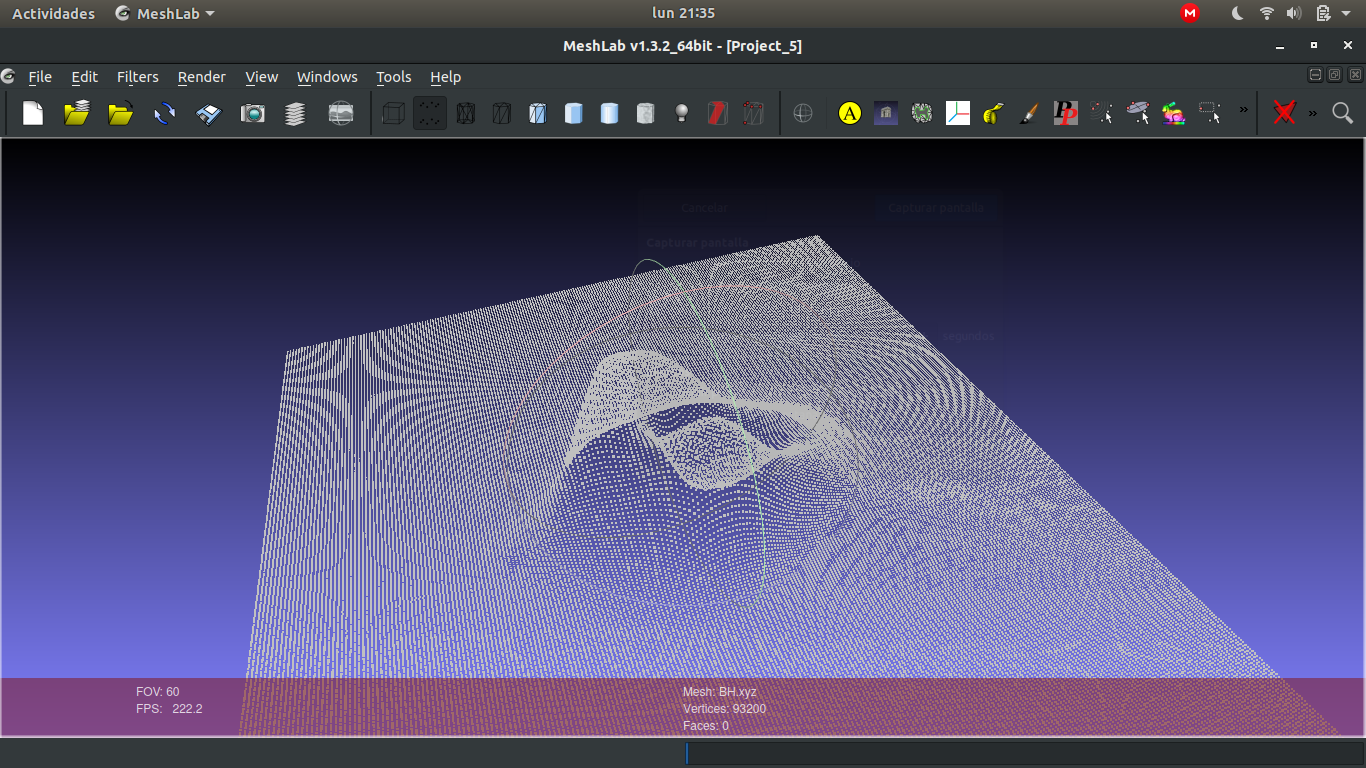 Actividades MeshLab lun 21:35
MeshLab v1.3.2_64bit - [Project_5]
File Edit Filters Render View Windows Tools Help
A
PP
Cancelar Capturar pantalla
Capturar pantalla
segundos
FOV: 60
FPS: 222.2
Mesh: BH.xyz
Vertices: 93200
Faces: 0